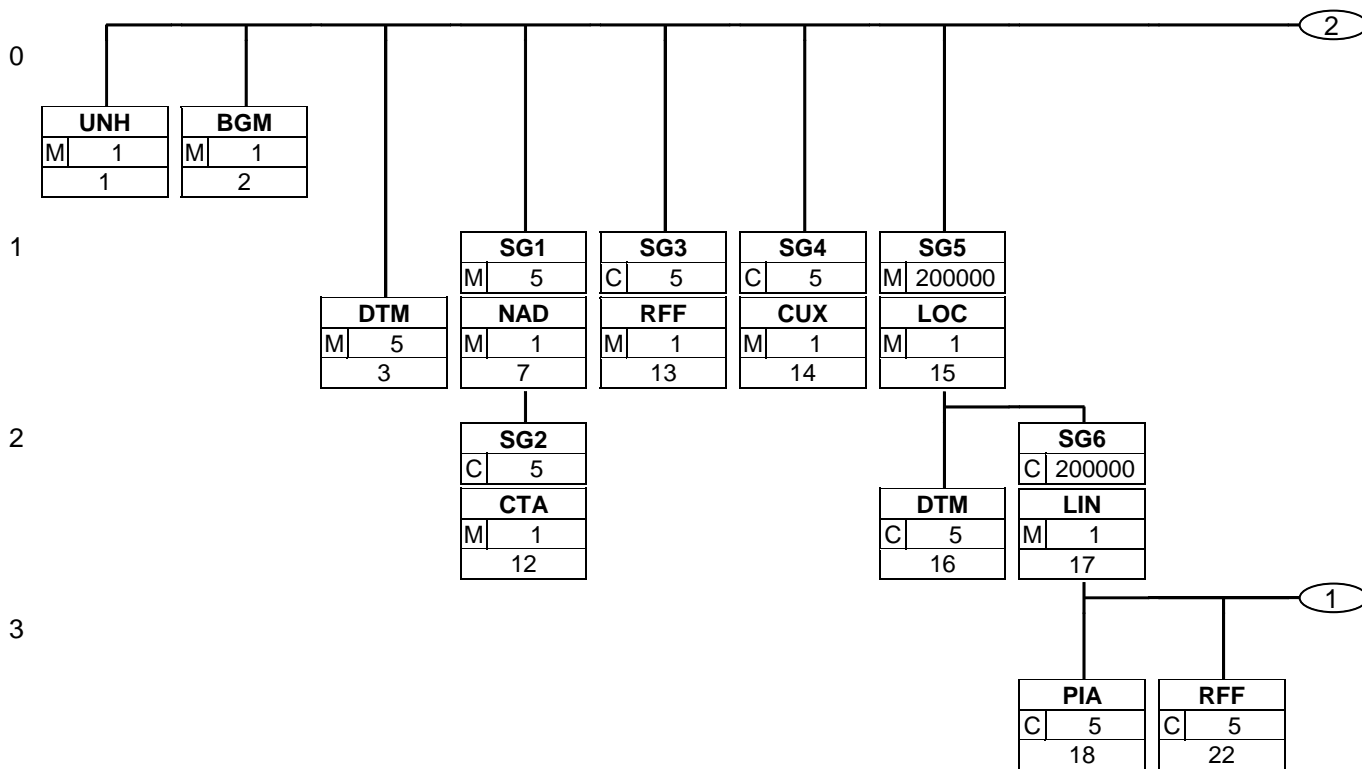 2
0
UNH BGM
M 1 M 1
1 2
1
SG1 SG3 SG4 SG5
M 5 C 5 C 5 M 200000
DTM NAD RFF CUX LOC
M 5 M 1 M 1 M 1 M 1
3 7 13 14 15
2
SG2 SG6
C 5 C 200000
CTA DTM LIN
M 1 C 5 M 1
12 16 17
1
3
PIA RFF
C 5 C 5
18 22